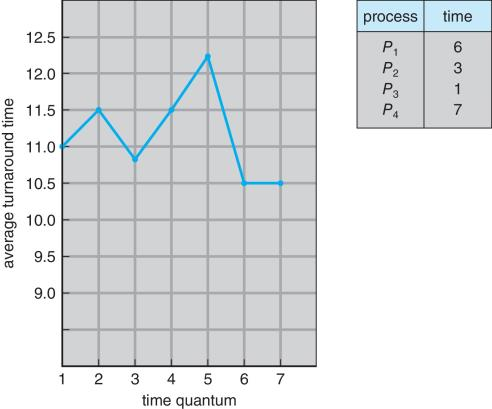 average turnaround time
12.5
12.0
11.5
11.0
10.5
10.0
9.5
9.0
1 2 3 4 5 6 7
time quantum
process time
P1 6
P2 3
P3 1
P4 7